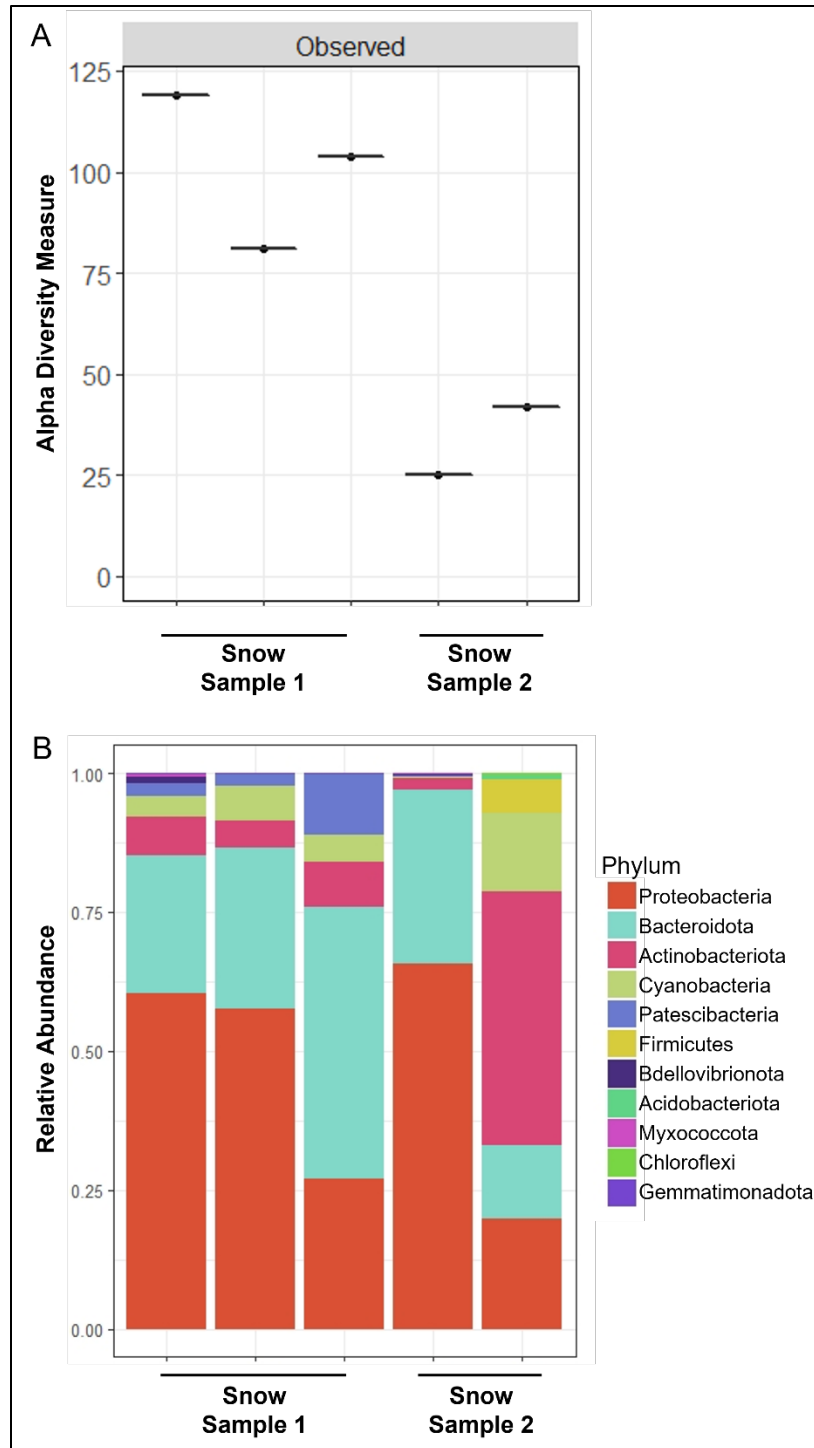 A
Observed
125
100
75
50
25
0
Alpha Diversity Measure
Snow
Sample 1
Snow
Sample 2
B
1.00
0.75
0.50
0.25
0.00
Relative Abundance
Phylum
Proteobacteria
Bacteroidota
Actinobacteriota
Cyanobacteria
Patescibacteria
Firmicutes
Bdellovibrionota
Acidobacteriota
Myxococcota
Chloroflexi
Gemmatimonadota
Snow
Sample 1
Snow
Sample 2